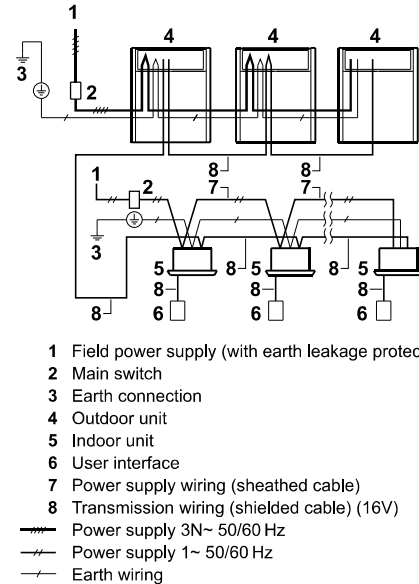 1
4
4
4
3
2
8
8
1
2
7
7
3
5
8
5
8
5
8
8
8
8
6
6
6
1 Field power supply (with earth leakage protec
2 Main switch
3 Earth connection
4 Outdoor unit
5 Indoor unit
6 User interface
7 Power supply wiring (sheathed cable)
8 Transmission wiring (shielded cable) (16V)
Power supply 3N~ 50/60 Hz
Power supply 1~ 50/60 Hz
Earth wiring